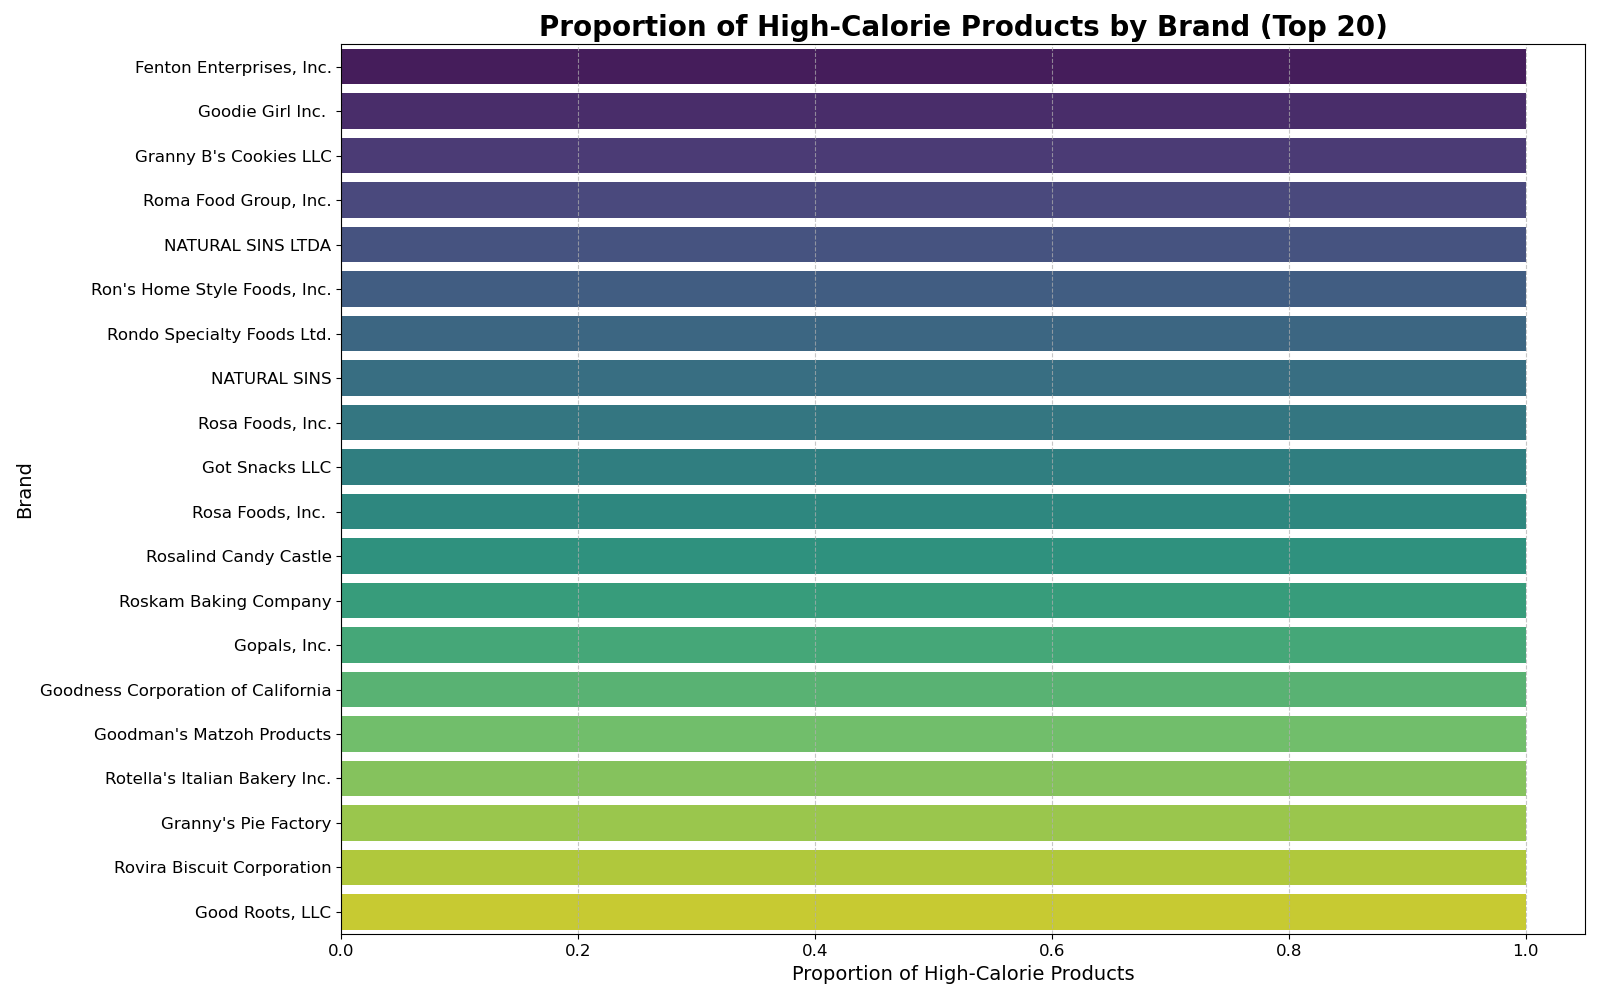 Proportion of High-Calorie Products by Brand (Top 20)
Brand
Fenton Enterprises, Inc.
Goodie Girl Inc.
Granny B's Cookies LLC
Roma Food Group, Inc.
NATURAL SINS LTDA
Ron's Home Style Foods, Inc.
Rondo Specialty Foods Ltd.
NATURAL SINS
Rosa Foods, Inc.
Got Snacks LLC
Rosa Foods, Inc.
Rosalind Candy Castle
Roskam Baking Company
Gopals, Inc.
Goodness Corporation of California
Goodman's Matzoh Products
Rotella's Italian Bakery Inc.
Granny's Pie Factory
Rovira Biscuit Corporation
Good Roots, LLC
0.0 0.2 0.4 0.6 0.8 1.0
Proportion of High-Calorie Products